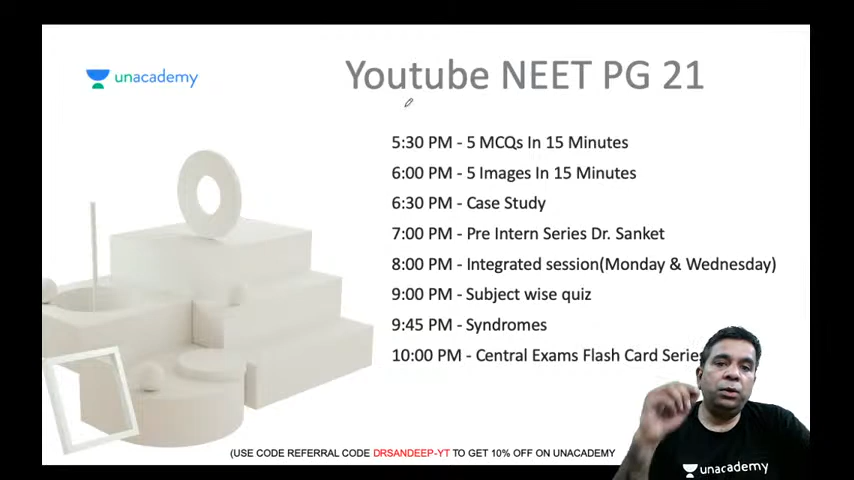 unacademy
Youtube NEET PG 21
5:30 PM - 5 MCQs In 15 Minutes
6:00 PM - 5 Images In 15 Minutes
6:30 PM - Case Study
7:00 PM - Pre Intern Series Dr. Sanket
8:00 PM - Integrated session(Monday & Wednesday)
9:00 PM - Subject wise quiz
9:45 PM - Syndromes
10:00 PM - Central Exams Flash Card Series
(USE CODE REFERRAL CODE DRSANDEEP-YT TO GET 10% OFF ON UNACADEMY
unacademy